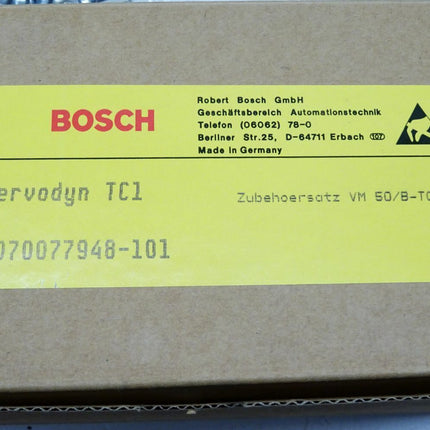 BOSCH
Robert Bosch GmbH
Geschäftsbereich Automationstechnik
Telefon (06062) 78-0
Berliner Str.25, D-64711 Erbach
Made in Germany
ervodyn TC1
Zubehoersatz VM 50/B-TC
070077948-101